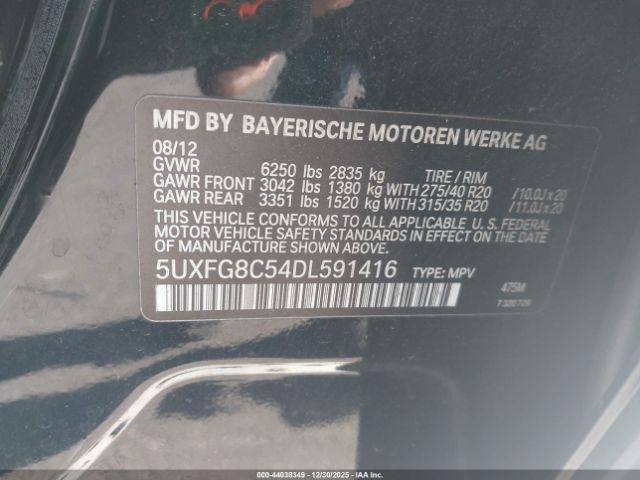 MFD BY BAYERISCHE MOTOREN WERKE AG
08/12
GVWR 6250 lbs 2835 kg TIRE / RIM
GAWR FRONT 3042 lbs 1380 kg WITH 275/40 R20 /10.0J x 20
GAWR REAR 3351 lbs 1520 kg WITH 315/35 R20 /11.0J x 20
THIS VEHICLE CONFORMS TO ALL APPLICABLE U. S. FEDERAL
MOTOR VEHICLE SAFETY STANDARDS IN EFFECT ON THE
DATE OF MANUFACTURE SHOWN ABOVE.
5UXFG8C54DL591416 TYPE: MPV
475M
7 320 729
000-44038349 - 12/30/2025 - IAA Inc.